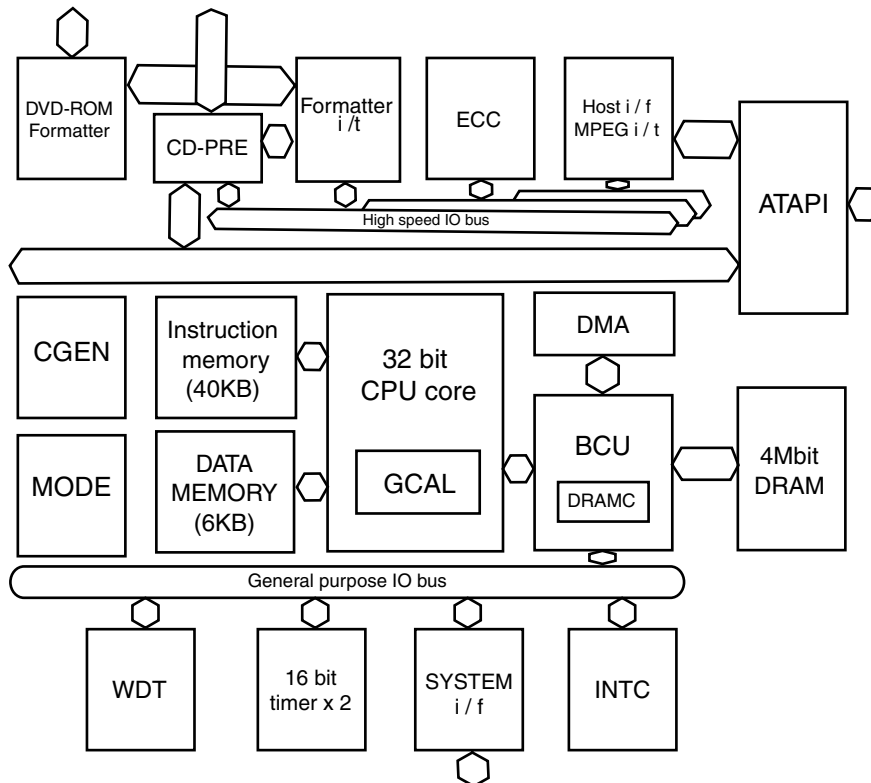 DVD-ROM
Formatter
CD-PRE
Formatter
i /t
ECC
Host i / f
MPEG i / t
ATAPI
High speed IO bus
CGEN
Instruction
memory
(40KB)
32 bit
CPU core
GCAL
DMA
MODE
DATA
MEMORY
(6KB)
BCU
DRAMC
4Mbit
DRAM
General purpose IO bus
WDT
16 bit
timer x 2
SYSTEM
i / f
INTC